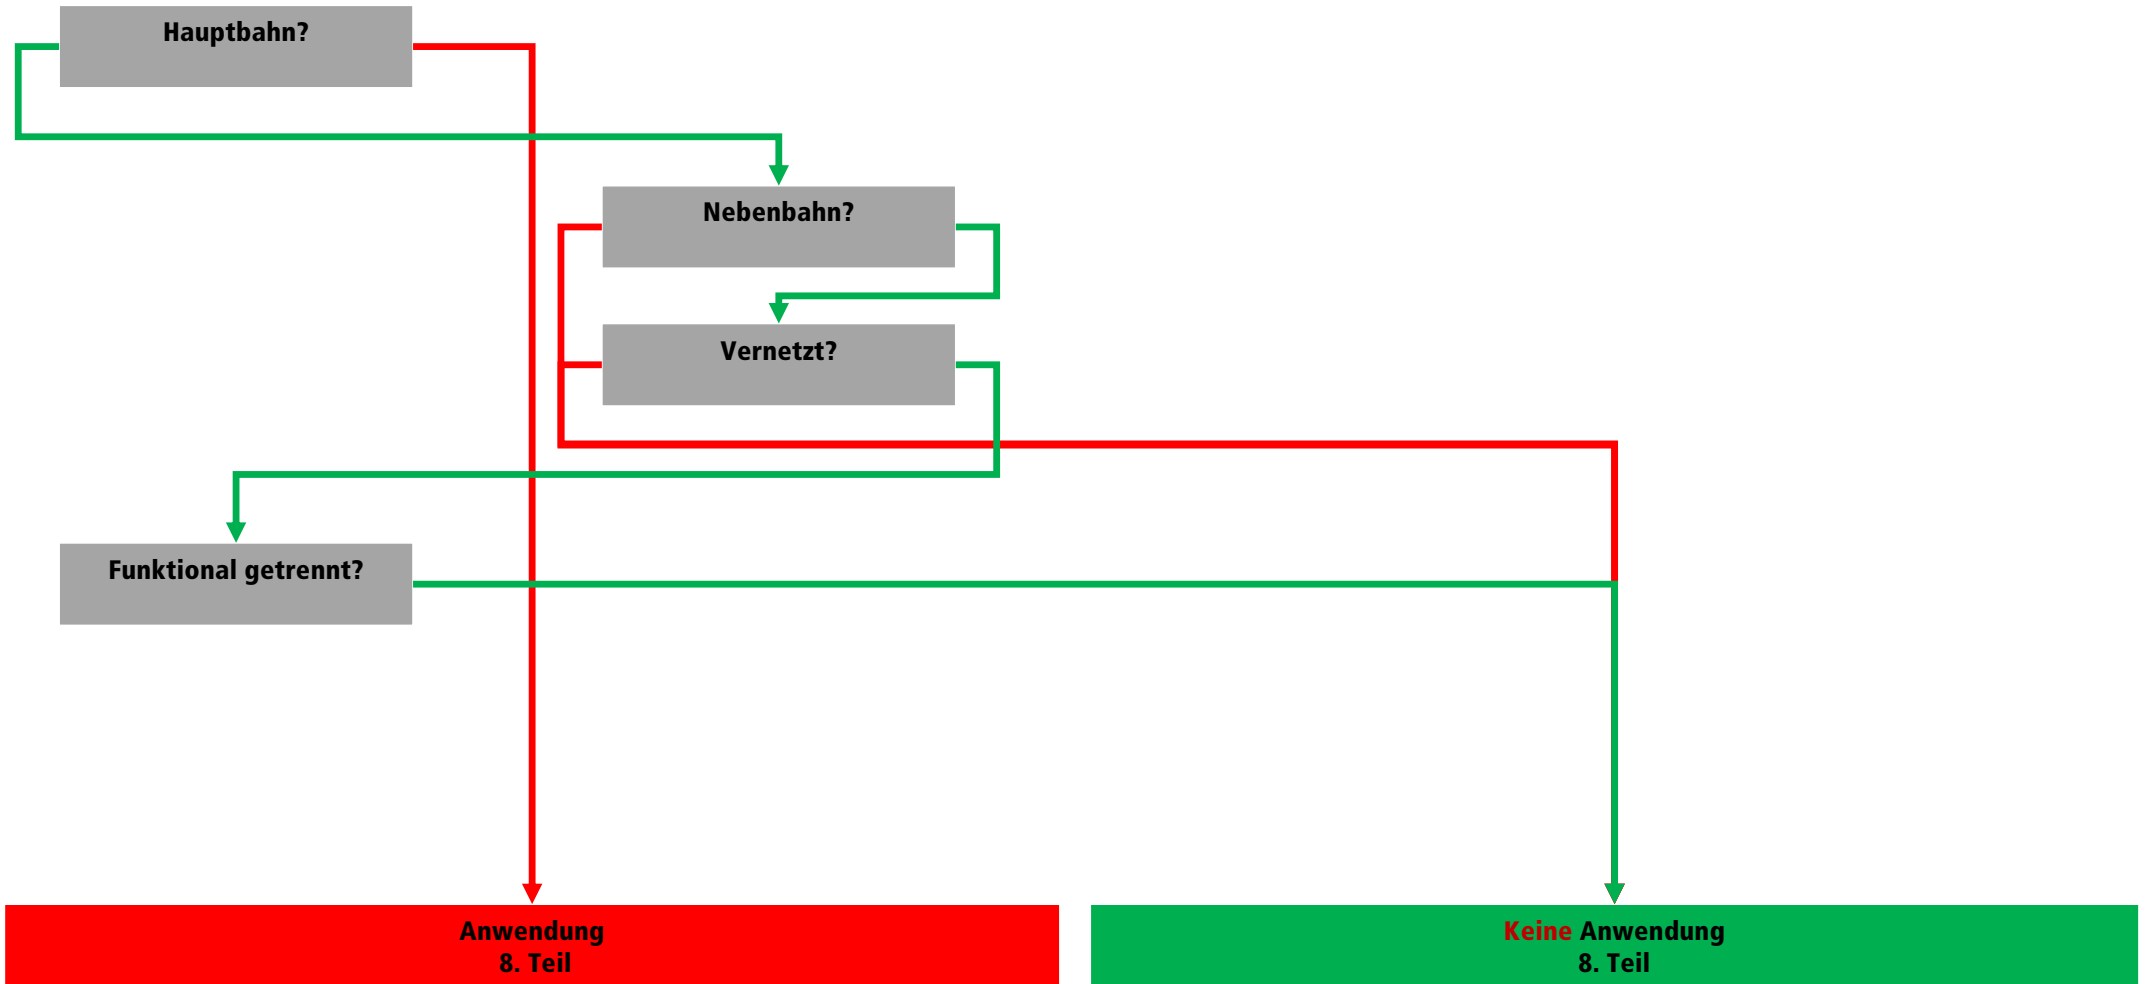 Hauptbahn?
Nebenbahn?
Vernetzt?
Funktional getrennt?
Anwendung
8. Teil
Keine Anwendung
8. Teil